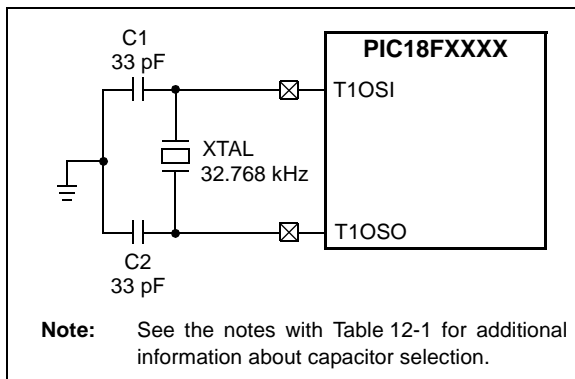 C1
33 pF
PIC18FXXXX
T1OSI
XTAL
32.768 kHz
T1OSO
C2
33 pF
Note: See the notes with Table 12-1 for additional
information about capacitor selection.